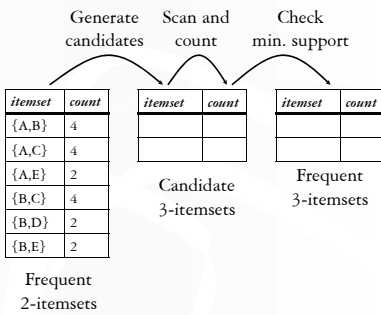 Generate candidates
Scan and count
Check min. support
itemset count
{A,B} 4
{A,C} 4
{A,E} 2
{B,C} 4
{B,D} 2
{B,E} 2
Frequent
2-itemsets
itemset count
Candidate
3-itemsets
itemset count
Frequent
3-itemsets